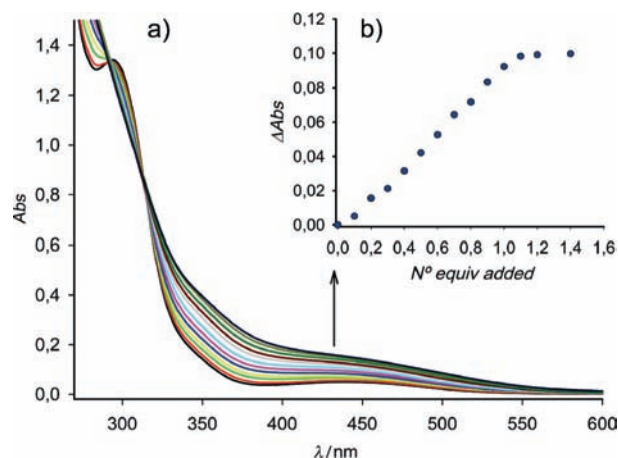 a)
b)
1,4
1,2
1,0
0,8
0,6
0,4
0,2
0,0
Abs
300 350 400 450 500 550 600
λ/nm
0,12
0,10
0,08
0,06
0,04
0,02
0,00
ΔAbs
0,0 0,2 0,4 0,6 0,8 1,0 1,2 1,4 1,6
Nº equiv added